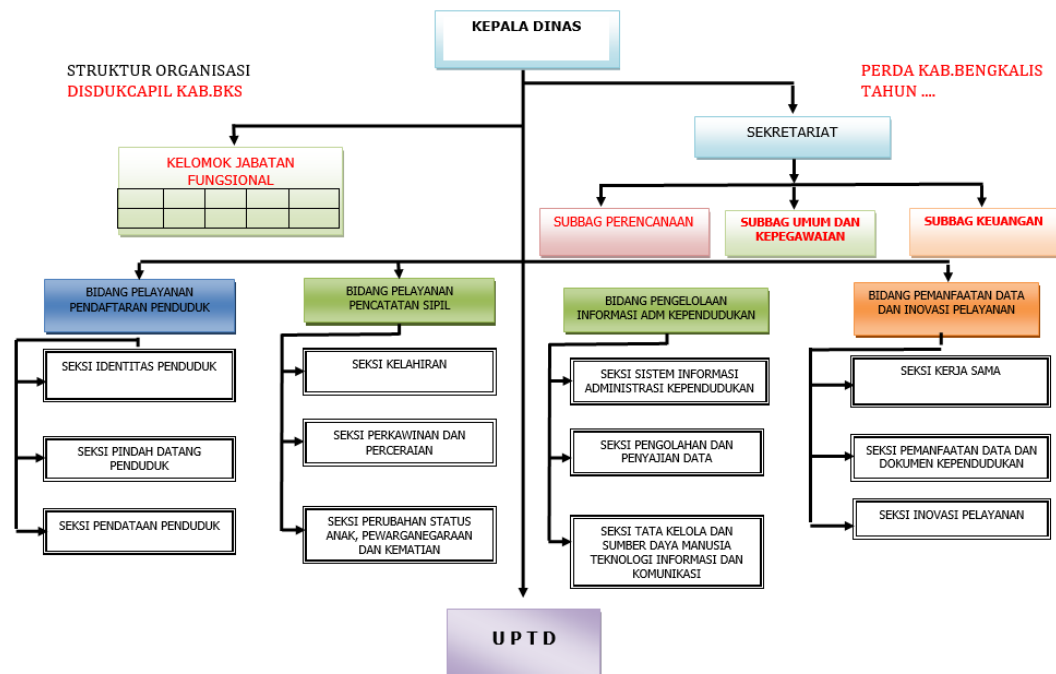 KEPALA DINAS
STRUKTUR ORGANISASI
DISDUKCAPIL KAB.BKS
PERDA KAB.BENGKALIS
TAHUN ....
SEKRETARIAT
KELOMOK JABATAN
FUNGSIONAL
SUBBAG PERENCANAAN
SUBBAG UMUM DAN
KEPEGAWAIAN
SUBBAG KEUANGAN
BIDANG PELAYANAN
PENDAFTARAN PENDUDUK
BIDANG PELAYANAN
PENCATATAN SIPIL
BIDANG PENGELOLAAN
INFORMASI ADM KEPENDUDUKAN
BIDANG PEMANFAATAN DATA
DAN INOVASI PELAYANAN
SEKSI IDENTITAS PENDUDUK
SEKSI PINDAH DATANG
PENDUDUK
SEKSI PENDATAAN PENDUDUK
SEKSI KELAHIRAN
SEKSI PERKAWINAN DAN
PERCERAIAN
SEKSI PERUBAHAN STATUS
ANAK, PEWARGANEGARAAN
DAN KEMATIAN
SEKSI SISTEM INFORMASI
ADMINISTRASI KEPENDUDUKAN
SEKSI PENGOLAHAN DAN
PENYAJIAN DATA
SEKSI TATA KELOLA DAN
SUMBER DAYA MANUSIA
TEKNOLOGI INFORMASI DAN
KOMUNIKASI
SEKSI KERJA SAMA
SEKSI PEMANFAATAN DATA DAN
DOKUMEN KEPENDUDUKAN
SEKSI INOVASI PELAYANAN
U P T D